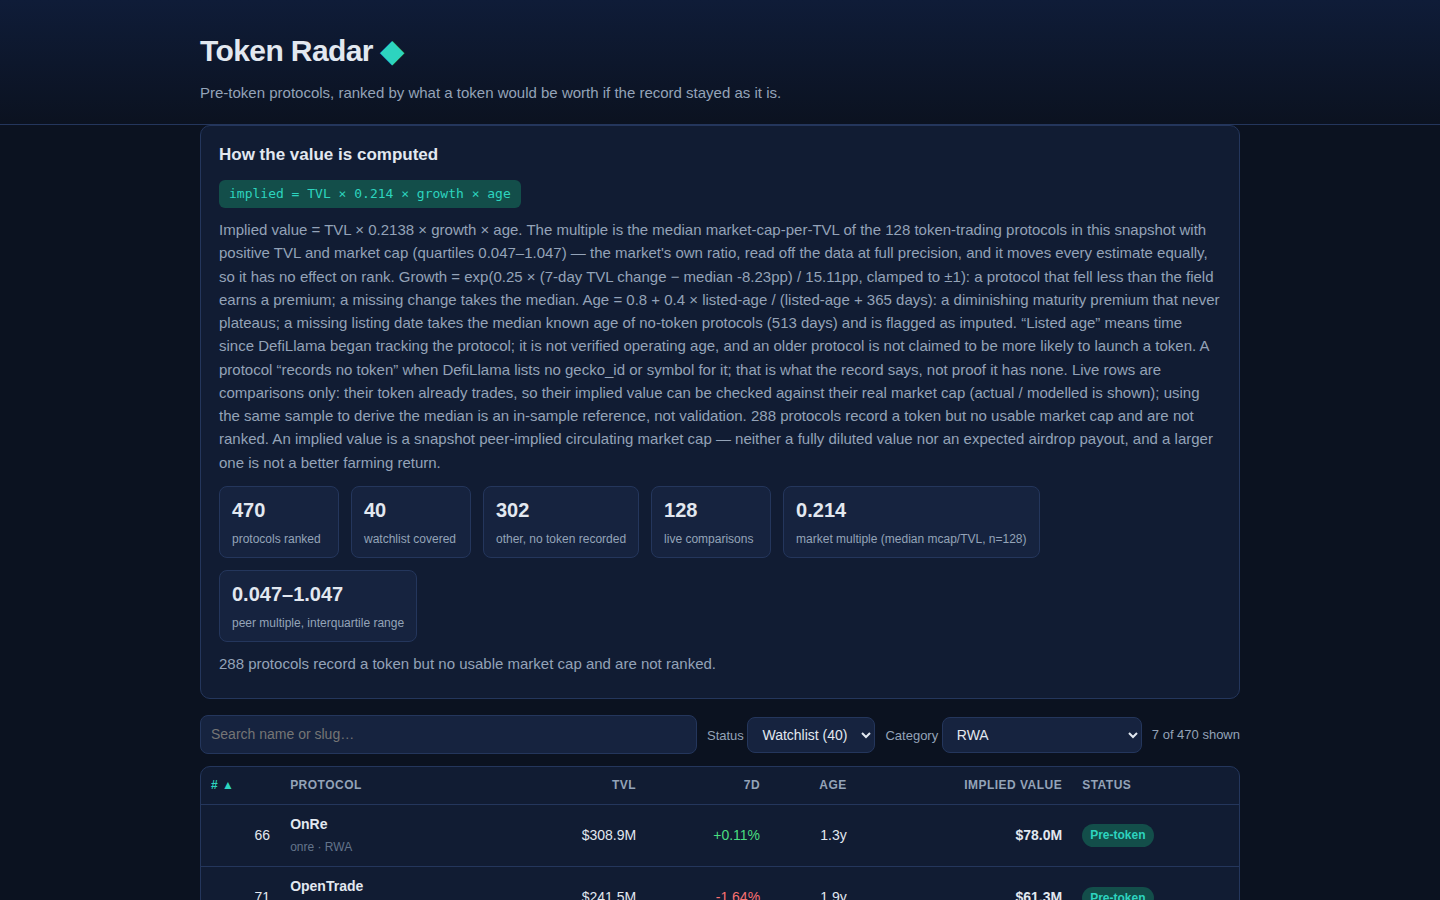 Token Radar ◆
Pre-token protocols, ranked by what a token would be worth if the record stayed as it is.
How the value is computed
implied = TVL × 0.214 × growth × age
Implied value = TVL × 0.2138 × growth × age. The multiple is the median market-cap-per-TVL of the 128 token-trading protocols in this snapshot with
positive TVL and market cap (quartiles 0.047–1.047) — the market's own ratio, read off the data at full precision, and it moves every estimate equally,
so it has no effect on rank. Growth = exp(0.25 × (7-day TVL change − median -8.23pp) / 15.11pp, clamped to ±1): a protocol that fell less than the field
earns a premium; a missing change takes the median. Age = 0.8 + 0.4 × listed-age / (listed-age + 365 days): a diminishing maturity premium that never
plateaus; a missing listing date takes the median known age of no-token protocols (513 days) and is flagged as imputed. “Listed age” means time
since DefiLlama began tracking the protocol; it is not verified operating age, and an older protocol is not claimed to be more likely to launch a token. A
protocol “records no token” when DefiLlama lists no gecko_id or symbol for it; that is what the record says, not proof it has none. Live rows are
comparisons only: their token already trades, so their implied value can be checked against their real market cap (actual / modelled is shown); using
the same sample to derive the median is an in-sample reference, not validation. 288 protocols record a token but no usable market cap and are not
ranked. An implied value is a snapshot peer-implied circulating market cap — neither a fully diluted value nor an expected airdrop payout, and a larger
one is not a better farming return.
470 40 302 128 0.214
protocols ranked watchlist covered other, no token recorded live comparisons market multiple (median mcap/TVL, n=128)
0.047–1.047
peer multiple, interquartile range
288 protocols record a token but no usable market cap and are not ranked.
Search name or slug… Status Watchlist (40) Category RWA 7 of 470 shown
# ▲ PROTOCOL TVL 7D AGE IMPLIED VALUE STATUS
66 OnRe $308.9M +0.11% 1.3y $78.0M Pre-token
onre · RWA
71 OpenTrade $241.5M -1.64% 1.9y $61.3M Pre-token